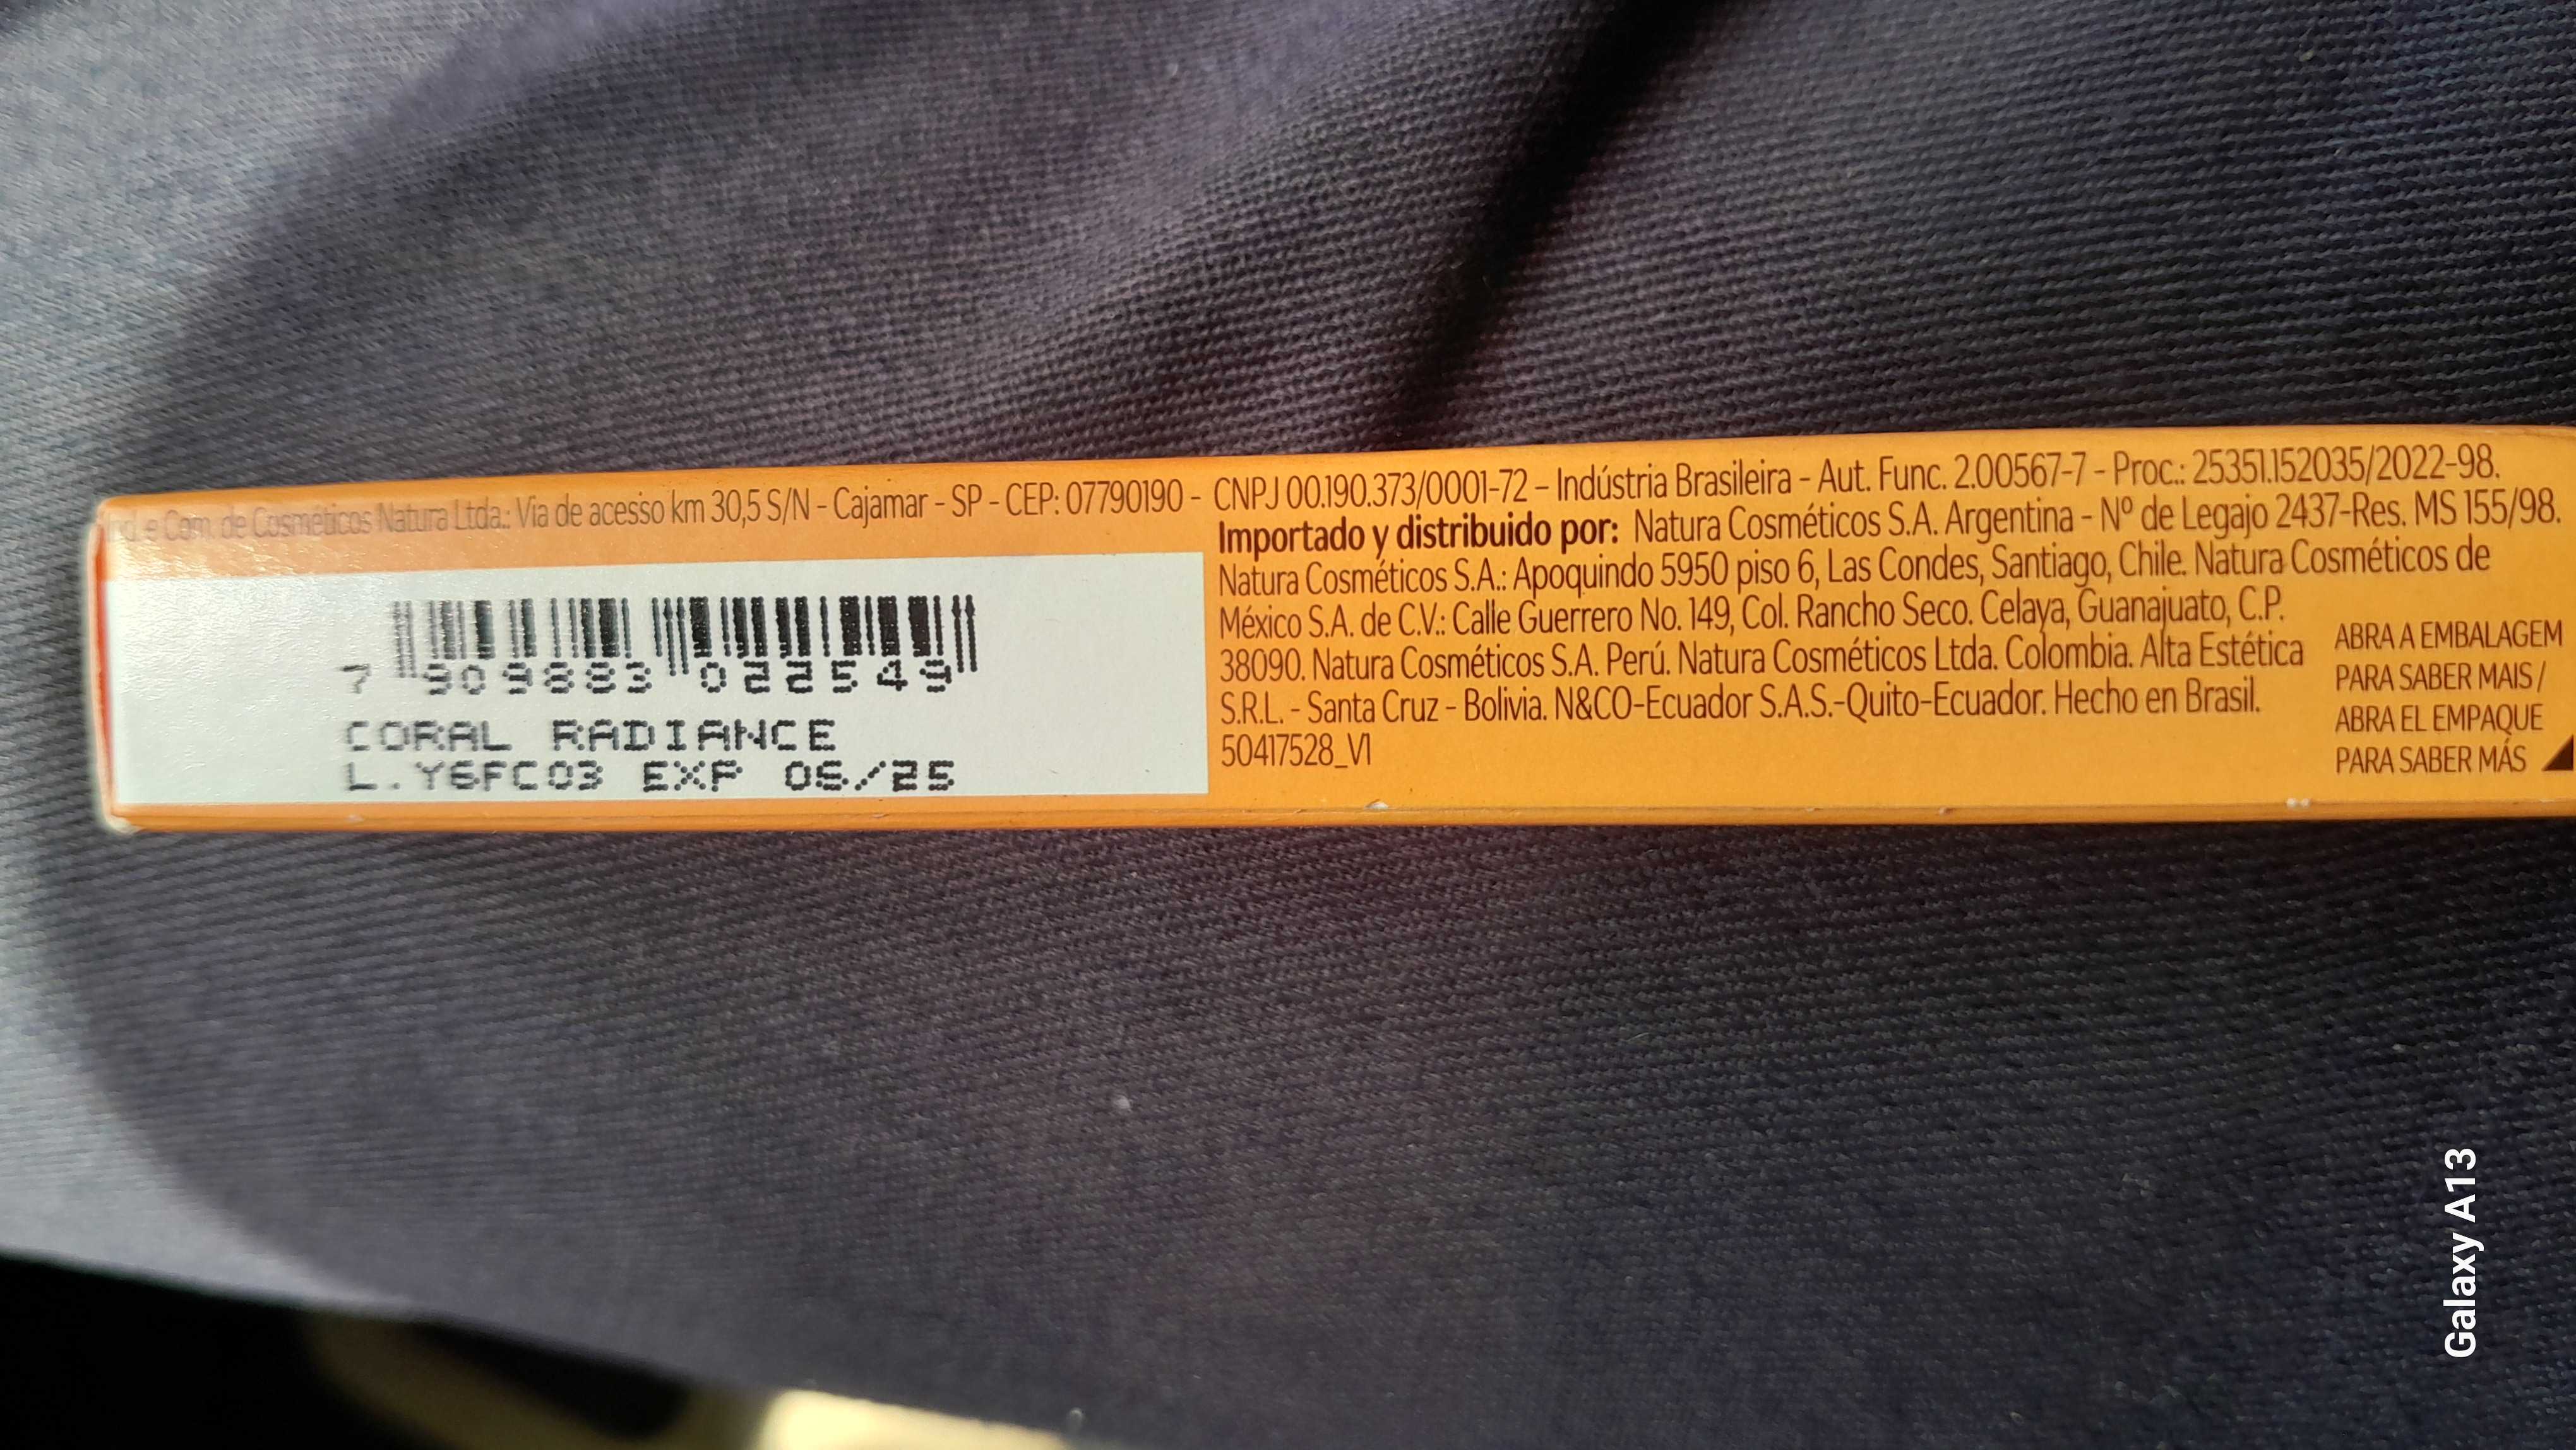 Ind. e Com. de Cosméticos Natura Ltda.: Via de acesso km 30,5 S/N - Cajamar - SP - CEP: 07790190 - CNPJ 00.190.373/0001-72 – Indústria Brasileira - Aut. Func. 2.00567-7 - Proc.: 25351.152035/2022-98.
Importado y distribuido por: Natura Cosméticos S.A. Argentina - Nº de Legajo 2437-Res. MS 155/98.
Natura Cosméticos S.A.: Apoquindo 5950 piso 6, Las Condes, Santiago, Chile. Natura Cosméticos de
México S.A. de C.V.: Calle Guerrero No. 149, Col. Rancho Seco. Celaya, Guanajuato, C.P.
38090. Natura Cosméticos S.A. Perú. Natura Cosméticos Ltda. Colombia. Alta Estética
S.R.L. - Santa Cruz - Bolivia. N&CO-Ecuador S.A.S.-Quito-Ecuador. Hecho en Brasil.
50417528_V1
7 909883 022549
CORAL RADIANCE
L.Y6FC03 EXP 06/25
ABRA A EMBALAGEM
PARA SABER MAIS /
ABRA EL EMPAQUE
PARA SABER MÁS
Galaxy A13